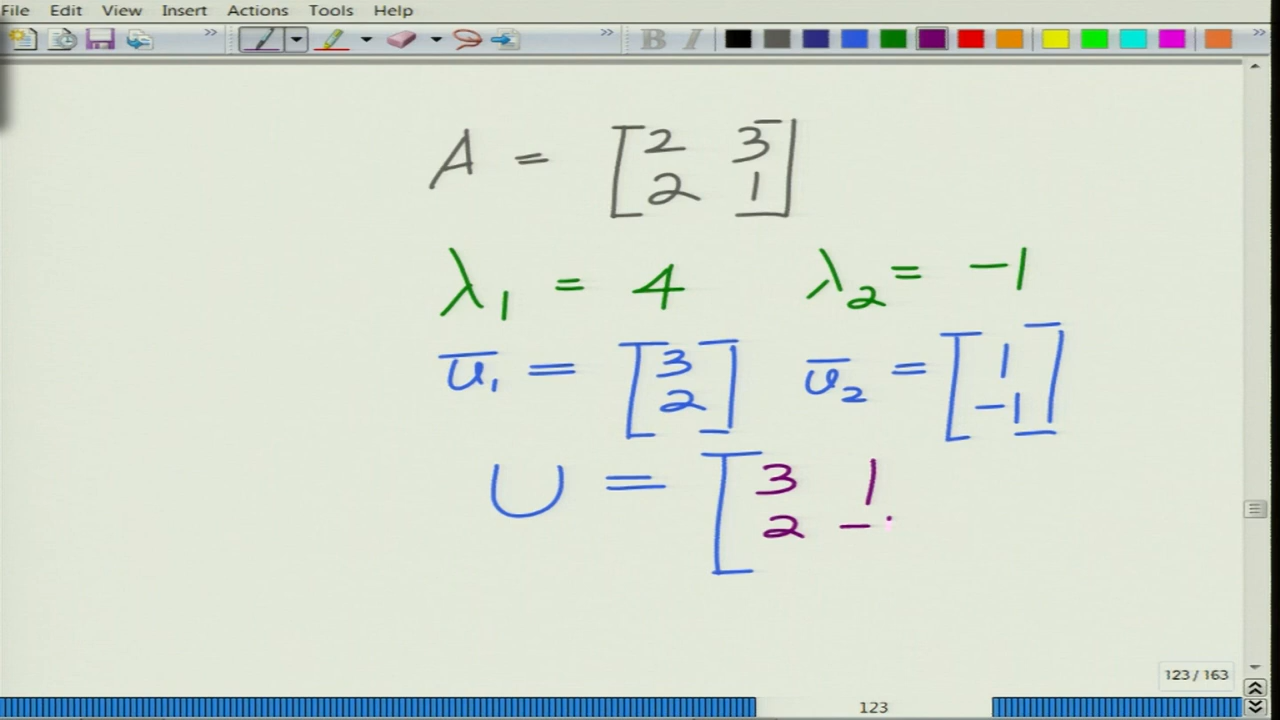 File Edit View Insert Actions Tools Help
» » B I »
A = [2 3
2 1]
λ1 = 4 λ2 = -1
ū1 = [3
2] ū2 = [1
-1]
U = [3 1
2 -
123 / 163
123